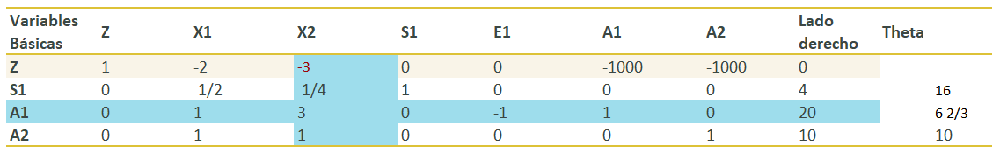 Variables Básicas Z X1 X2 S1 E1 A1 A2 Lado derecho Theta
Z 1 -2 -3 0 0 -1000 -1000 0
S1 0 1/2 1/4 1 0 0 0 4 16
A1 0 1 3 0 -1 1 0 20 6 2/3
A2 0 1 1 0 0 0 1 10 10